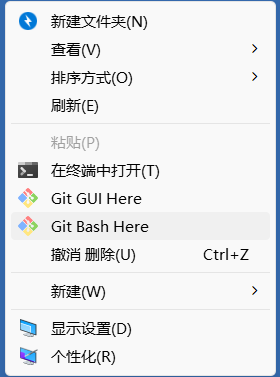 新建文件夹(N)
查看(V)
排序方式(O)
刷新(E)
粘贴(P)
在终端中打开(T)
Git GUI Here
Git Bash Here
撤消 删除(U) Ctrl+Z
新建(W)
显示设置(D)
个性化(R)